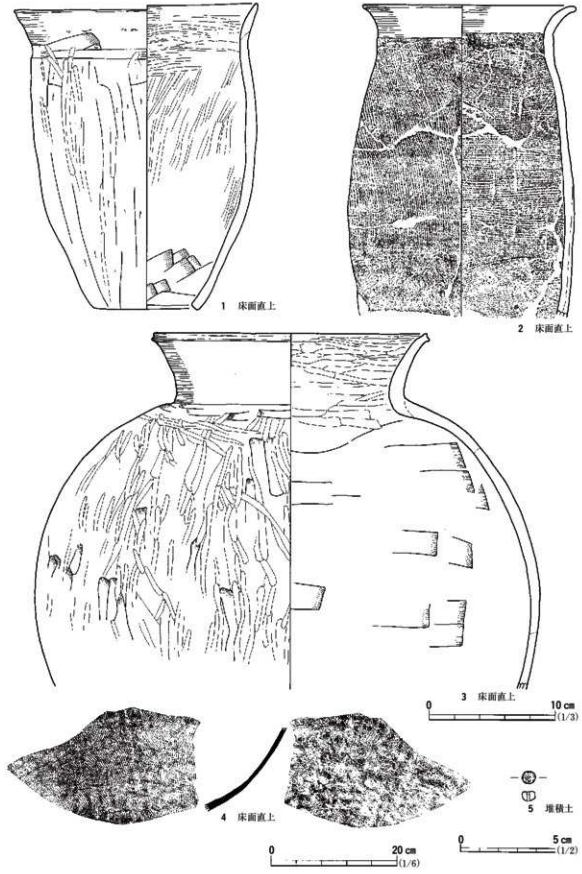 1 床面直上
2 床面直上
3 床面直上
0 10 cm
(1/3)
4 床面直上
5 堆積土
0 20 cm
(1/6)
0 5 cm
(1/2)